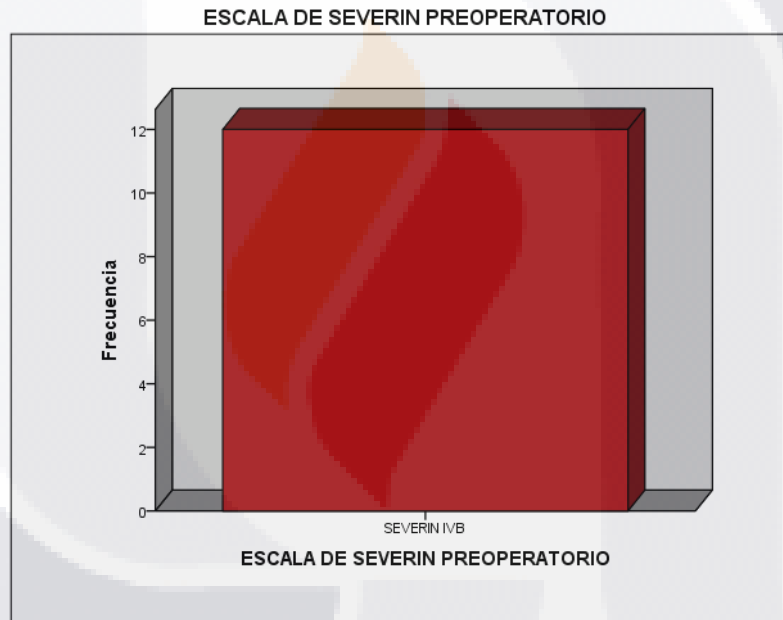 ESCALA DE SEVERIN PREOPERATORIO
12
10
8
Frecuencia
6
4
2
0
SEVERIN IVB
ESCALA DE SEVERIN PREOPERATORIO